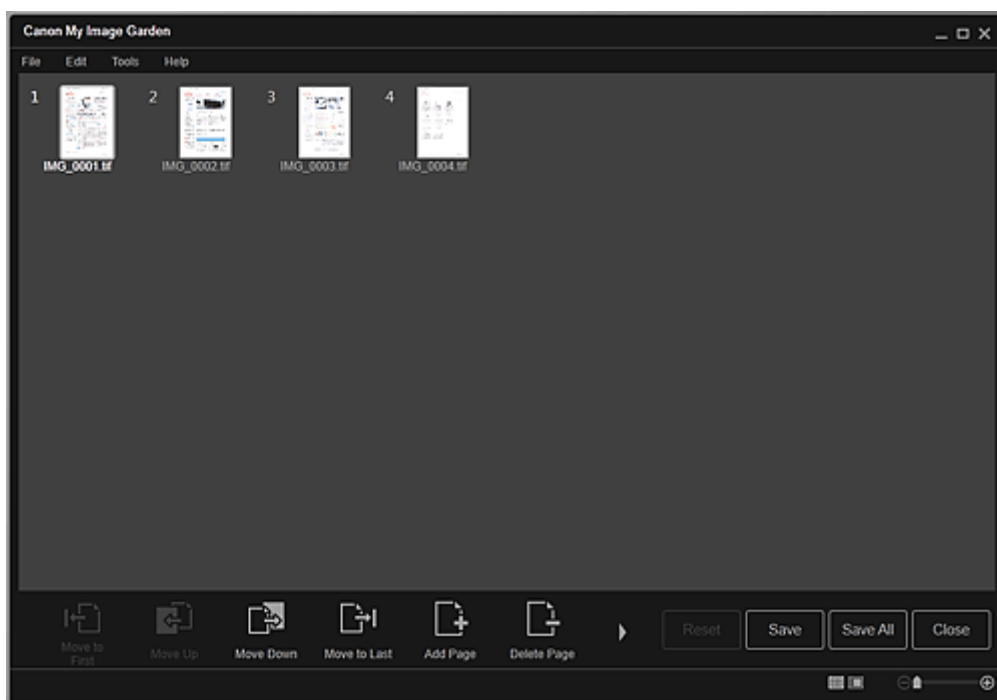 Canon My Image Garden
File Edit Tools Help
1 2 3 4
IMG_0001.tif IMG_0002.tif IMG_0003.tif IMG_0004.tif
Move to First Move Up Move Down Move to Last Add Page Delete Page Reset Save Save All Close